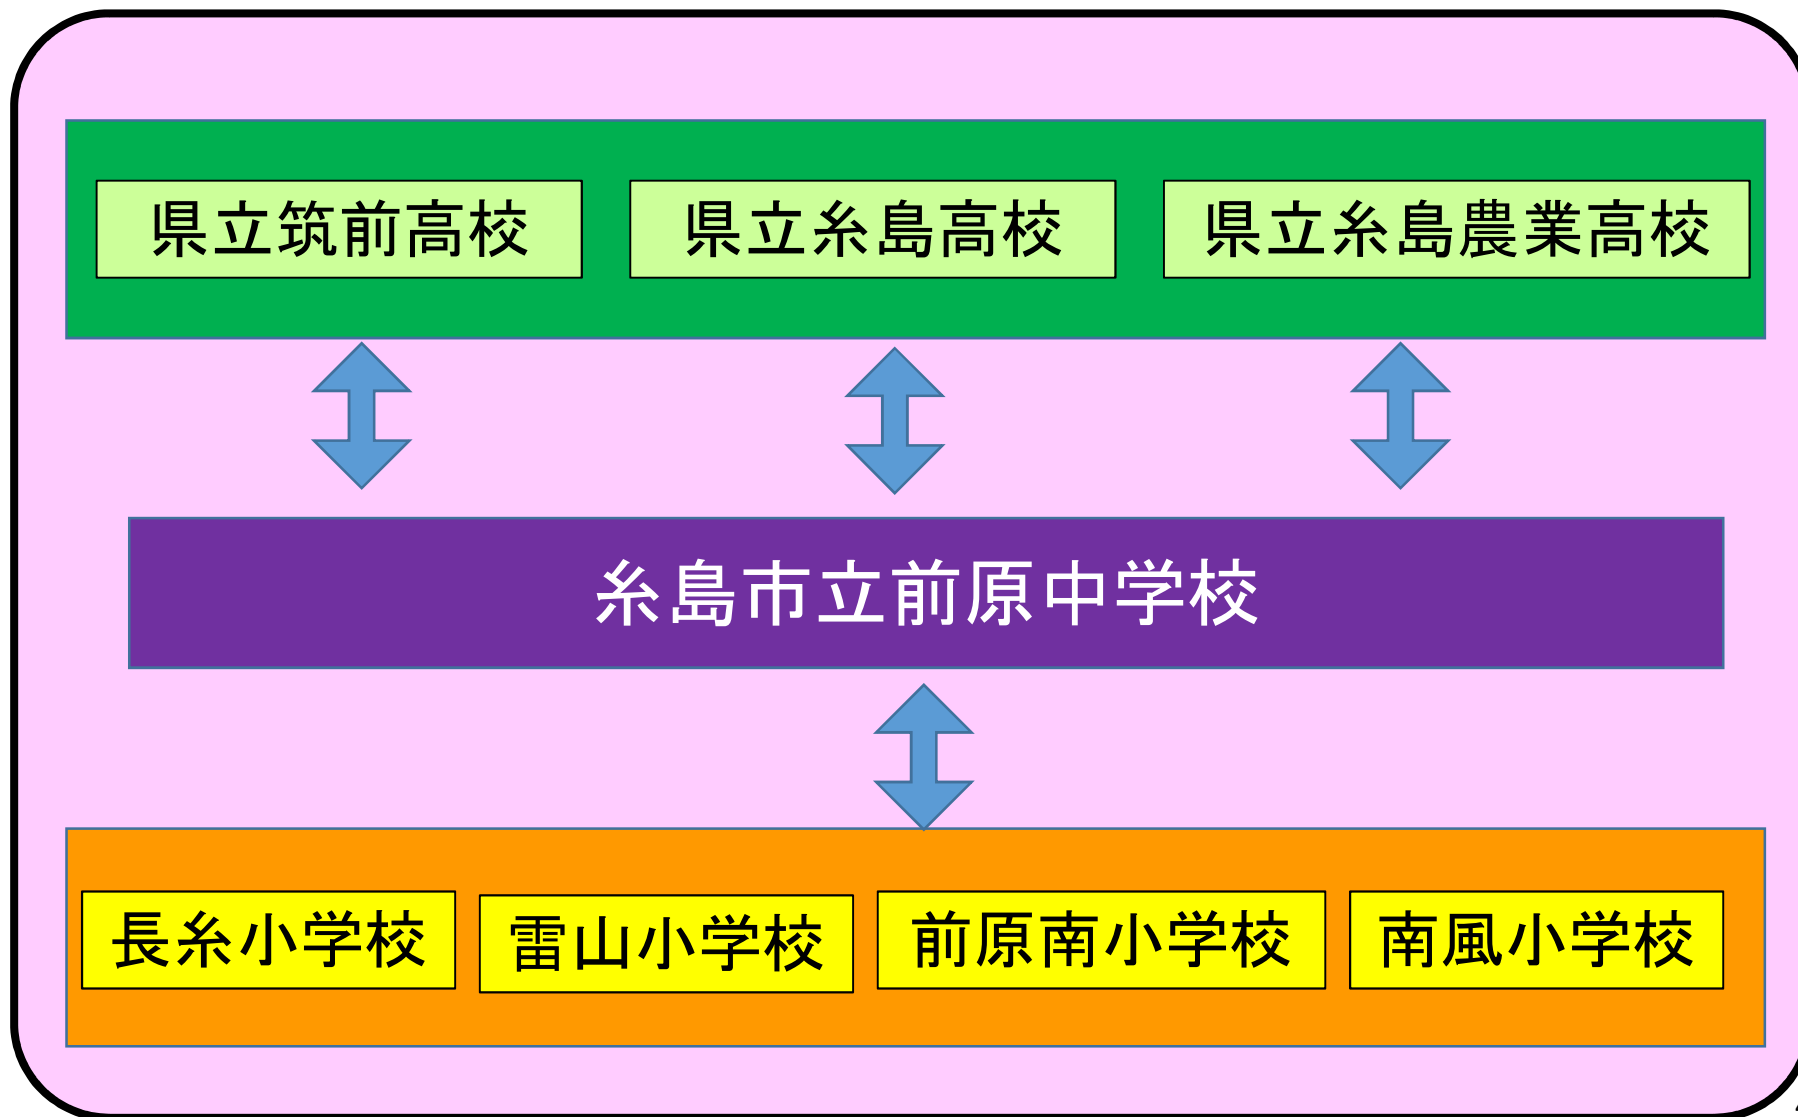 県立筑前高校
県立糸島高校
県立糸島農業高校
糸島市立前原中学校
長糸小学校
雷山小学校
前原南小学校
南風小学校